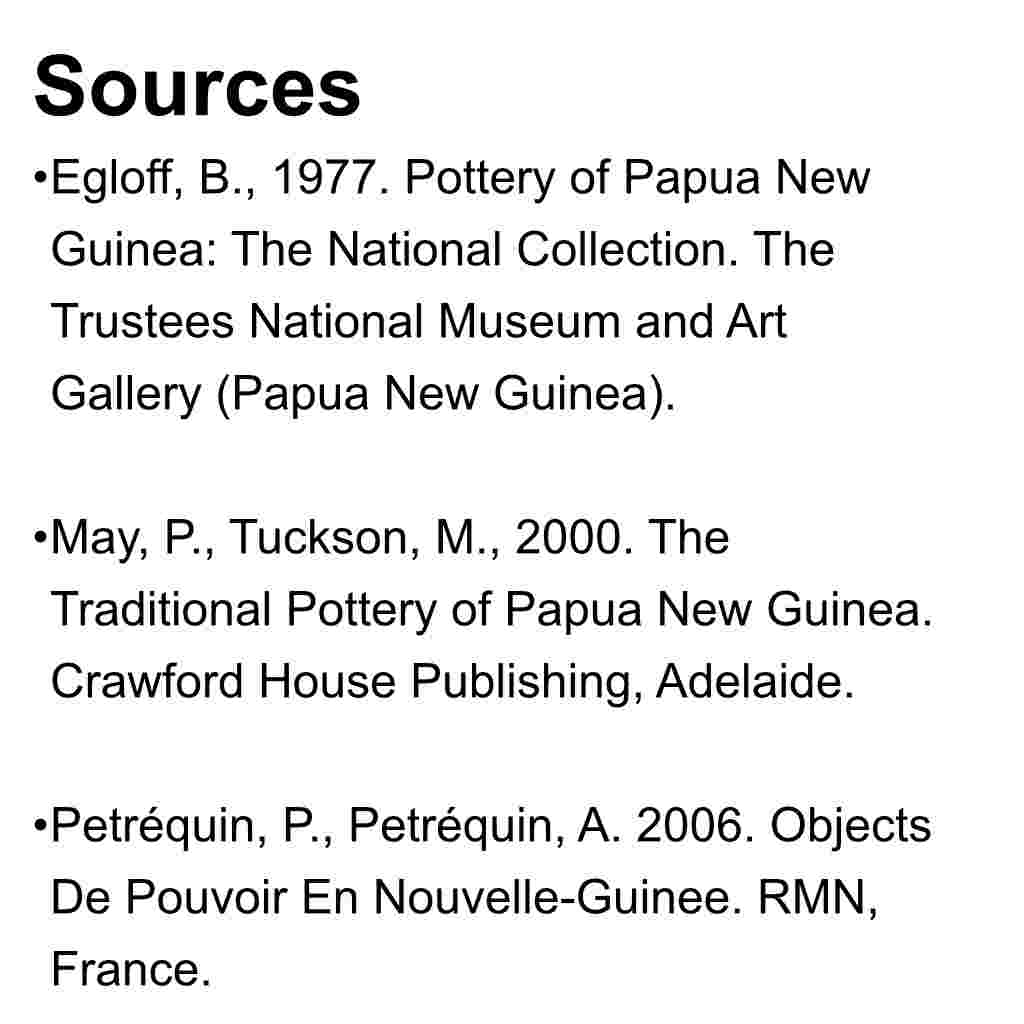 Sources
•Egloff, B., 1977. Pottery of Papua New
Guinea: The National Collection. The
Trustees National Museum and Art
Gallery (Papua New Guinea).
•May, P., Tuckson, M., 2000. The
Traditional Pottery of Papua New Guinea.
Crawford House Publishing, Adelaide.
•Petréquin, P., Petréquin, A. 2006. Objects
De Pouvoir En Nouvelle-Guinee. RMN,
France.